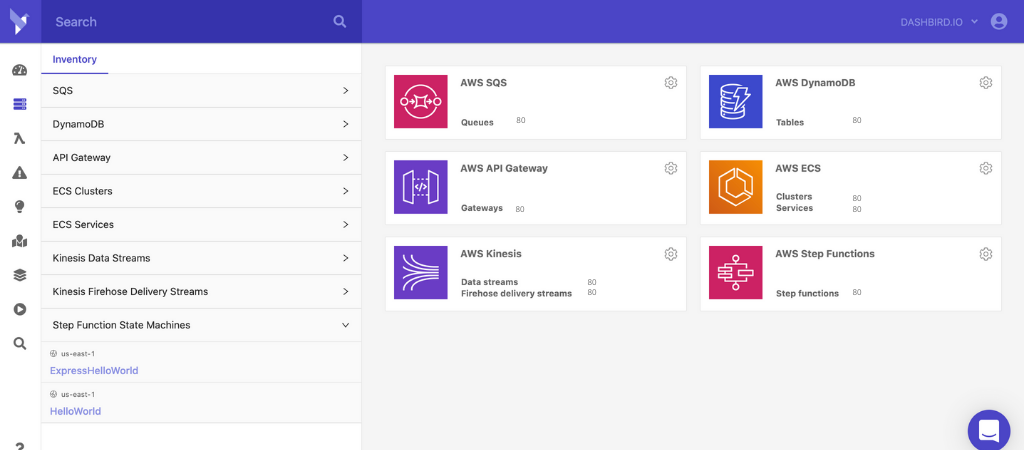 Search
DASHBIRD.IO
Inventory
SQS
DynamoDB
API Gateway
ECS Clusters
ECS Services
Kinesis Data Streams
Kinesis Firehose Delivery Streams
Step Function State Machines
us-east-1
ExpressHelloWorld
us-east-1
HelloWorld
?
AWS SQS
Queues 80
AWS DynamoDB
Tables 80
AWS API Gateway
Gateways 80
AWS ECS
Clusters 80
Services 80
AWS Kinesis
Data streams 80
Firehose delivery streams 80
AWS Step Functions
Step functions 80